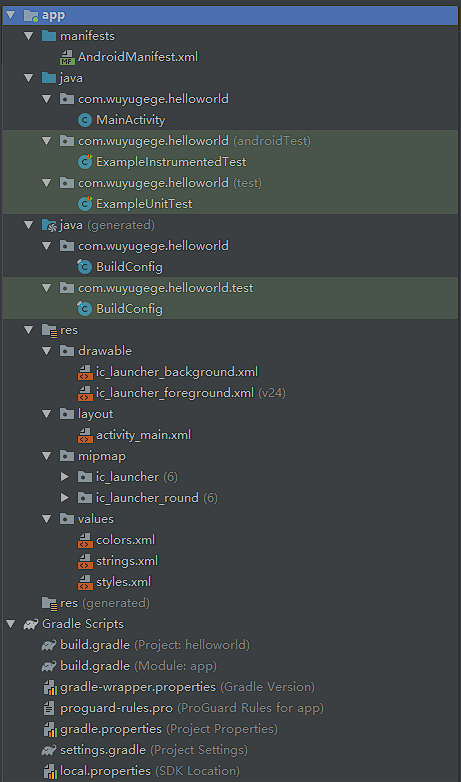 app
manifests
AndroidManifest.xml
java
com.wuyugege.helloworld
MainActivity
com.wuyugege.helloworld (androidTest)
ExampleInstrumentedTest
com.wuyugege.helloworld (test)
ExampleUnitTest
java (generated)
com.wuyugege.helloworld
BuildConfig
com.wuyugege.helloworld.test
BuildConfig
res
drawable
ic_launcher_background.xml
ic_launcher_foreground.xml (v24)
layout
activity_main.xml
mipmap
ic_launcher (6)
ic_launcher_round (6)
values
colors.xml
strings.xml
styles.xml
res (generated)
Gradle Scripts
build.gradle (Project: helloworld)
build.gradle (Module: app)
gradle-wrapper.properties (Gradle Version)
proguard-rules.pro (ProGuard Rules for app)
gradle.properties (Project Properties)
settings.gradle (Project Settings)
local.properties (SDK Location)